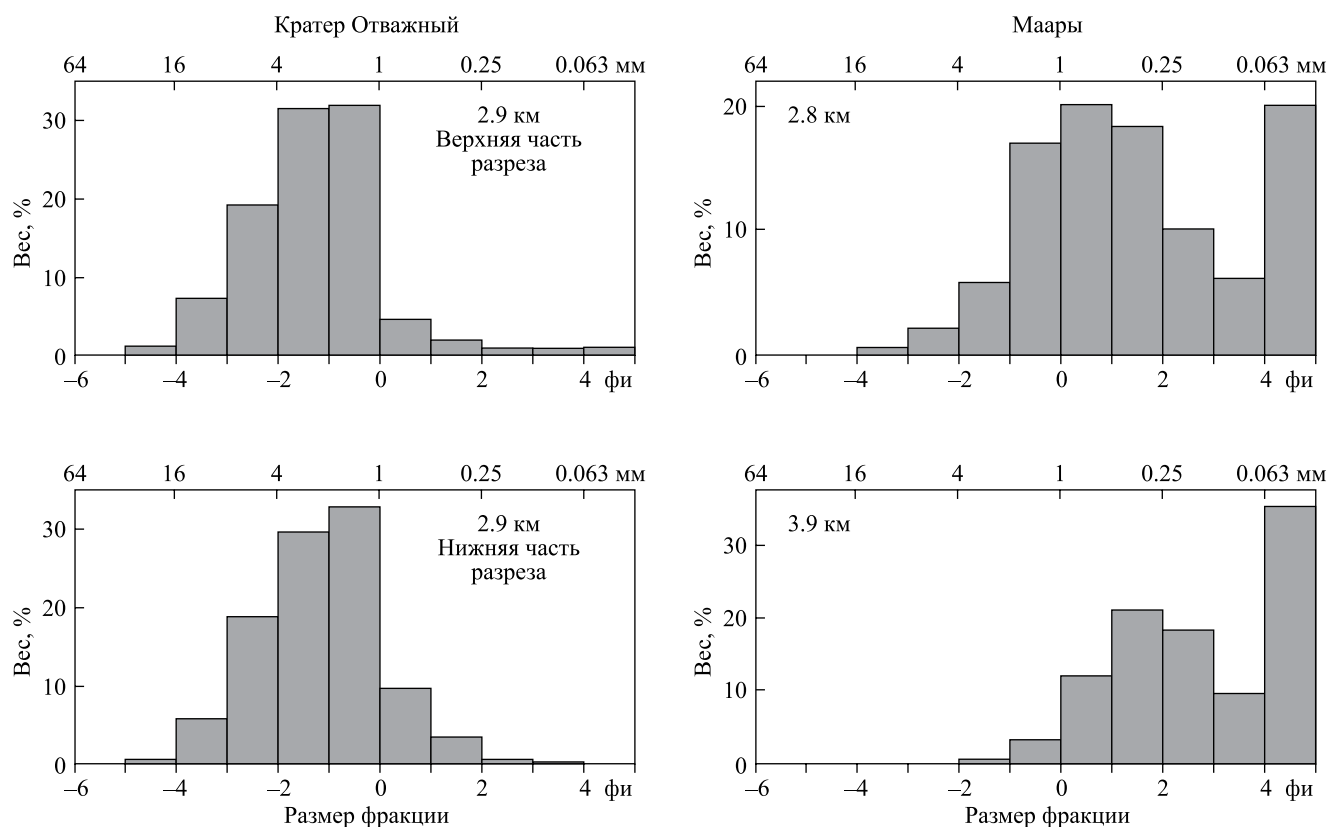 Кратер Отважный
64 16 4 1 0.25 0.063 мм
30
20
10
0
Вес, %
2.9 км
Верхняя часть
разреза
–6 –4 –2 0 2 4 фи
Маары
64 16 4 1 0.25 0.063 мм
20
10
0
Вес, %
2.8 км
–6 –4 –2 0 2 4 фи
64 16 4 1 0.25 0.063 мм
30
20
10
0
Вес, %
2.9 км
Нижняя часть
разреза
–6 –4 –2 0 2 4 фи
Размер фракции
64 16 4 1 0.25 0.063 мм
30
20
10
0
Вес, %
3.9 км
–6 –4 –2 0 2 4 фи
Размер фракции